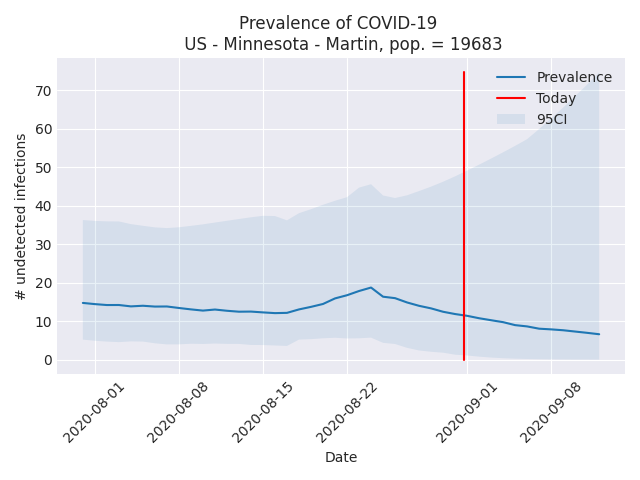 Prevalence of COVID-19
US - Minnesota - Martin, pop. = 19683
Prevalence
Today
95CI
# undetected infections
70
60
50
40
30
20
10
0
2020-08-01
2020-08-08
2020-08-15
2020-08-22
2020-09-01
2020-09-08
Date